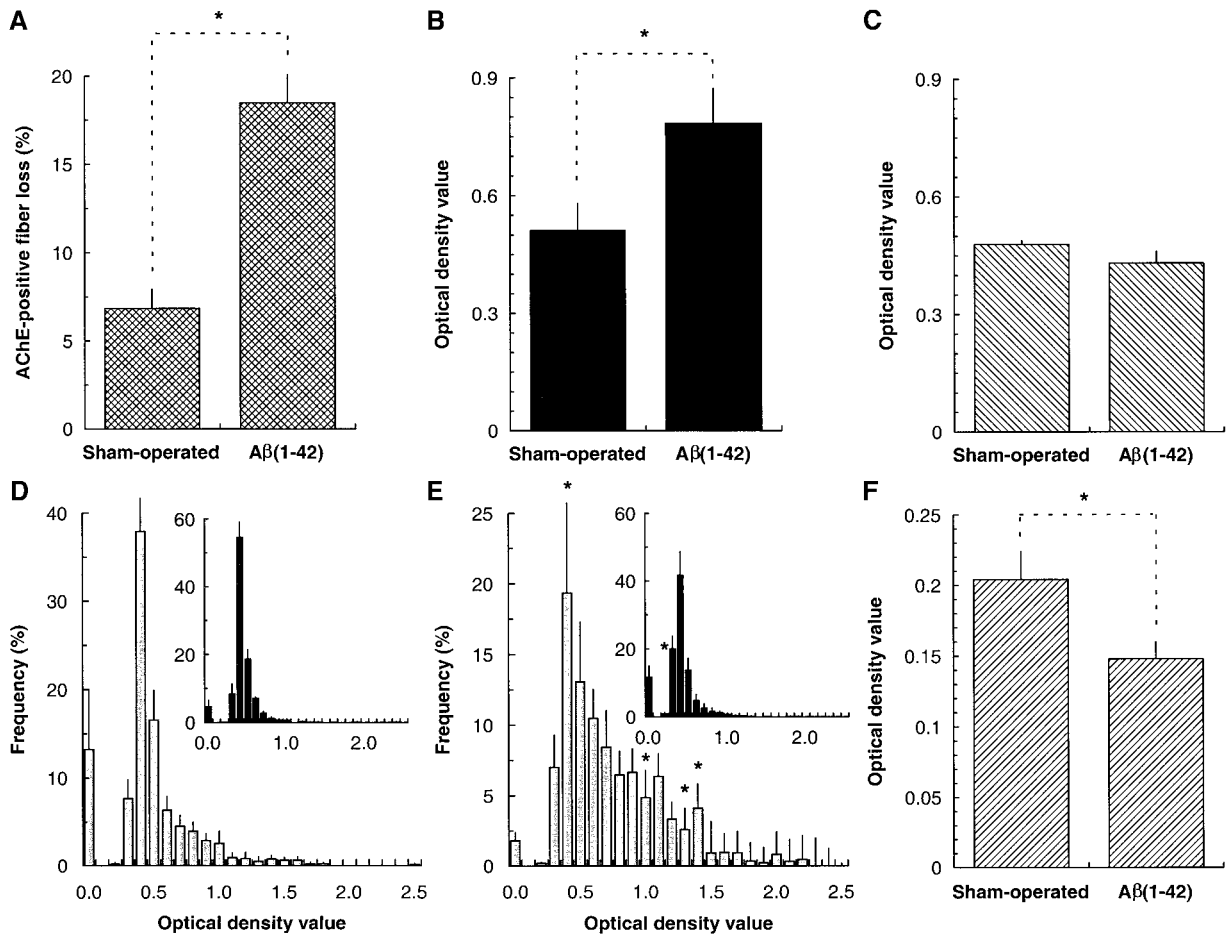 A
*
AChE-positive fiber loss (%)
20
15
10
5
0
Sham-operated
Aβ(1-42)
B
*
Optical density value
0.9
0.6
0.3
0
Sham-operated
Aβ(1-42)
C
Optical density value
0.9
0.6
0.3
0
Sham-operated
Aβ(1-42)
D
Frequency (%)
40
30
20
10
0
0.0 0.5 1.0 1.5 2.0 2.5
Optical density value
60
40
20
0
0.0 1.0 2.0
E
*
Frequency (%)
25
20
15
10
5
0
* * *
0.0 0.5 1.0 1.5 2.0 2.5
Optical density value
60
40
20
0
*
0.0 1.0 2.0
F
*
Optical density value
0.25
0.2
0.15
0.1
0.05
0
Sham-operated
Aβ(1-42)